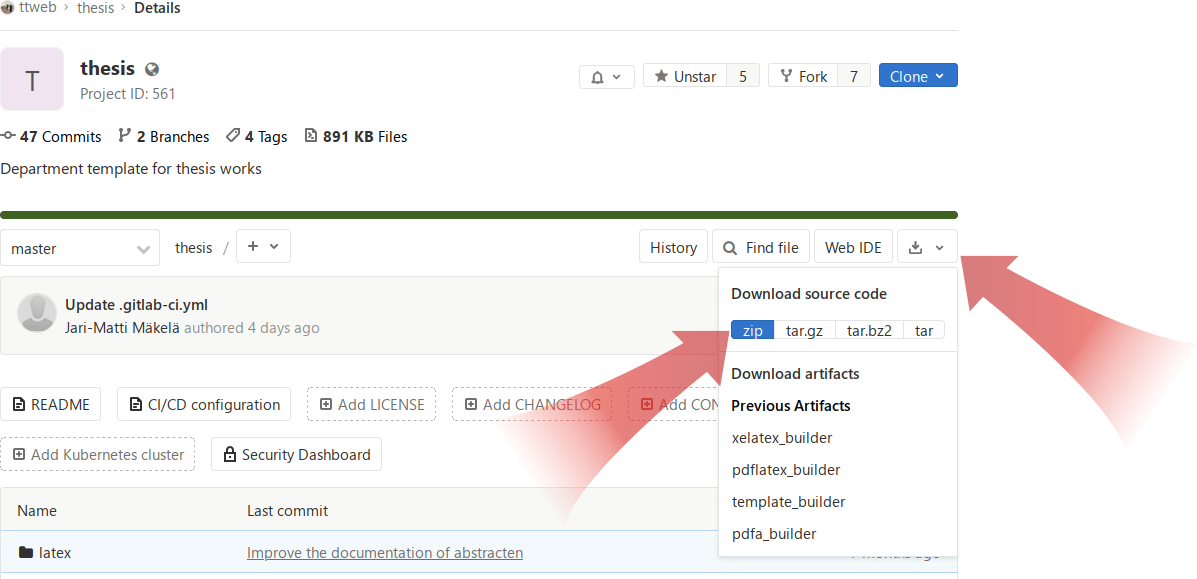 ttweb > thesis > Details
T
thesis
Project ID: 561
Unstar 5
Fork 7
Clone
47 Commits 2 Branches 4 Tags 891 KB Files
Department template for thesis works
master thesis / + History Find file Web IDE
Update .gitlab-ci.yml
Jari-Matti Mäkelä authored 4 days ago
Download source code
zip tar.gz tar.bz2 tar
Download artifacts
Previous Artifacts
xelatex_builder
pdflatex_builder
template_builder
pdfa_builder
README CI/CD configuration Add LICENSE Add CHANGELOG Add
Add Kubernetes cluster Security Dashboard
Name Last commit
latex Improve the documentation of abstracten